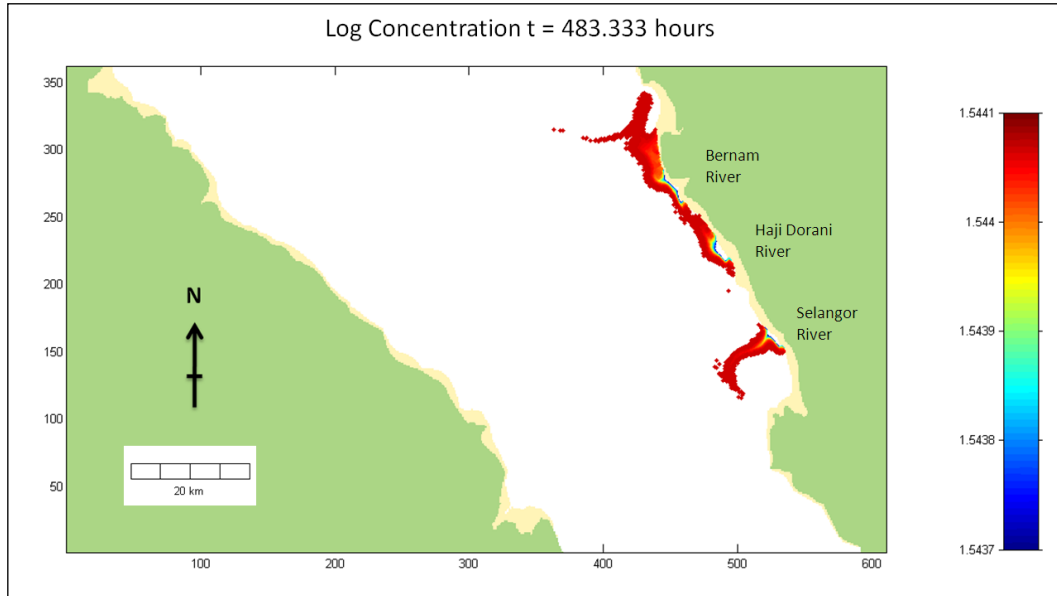 Log Concentration t = 483.333 hours
350
300
250
200
150
100
50
100
200
300
400
500
600
N
20 km
Bernam
River
Haji Dorani
River
Selangor
River
1.5441
1.544
1.5439
1.5438
1.5437